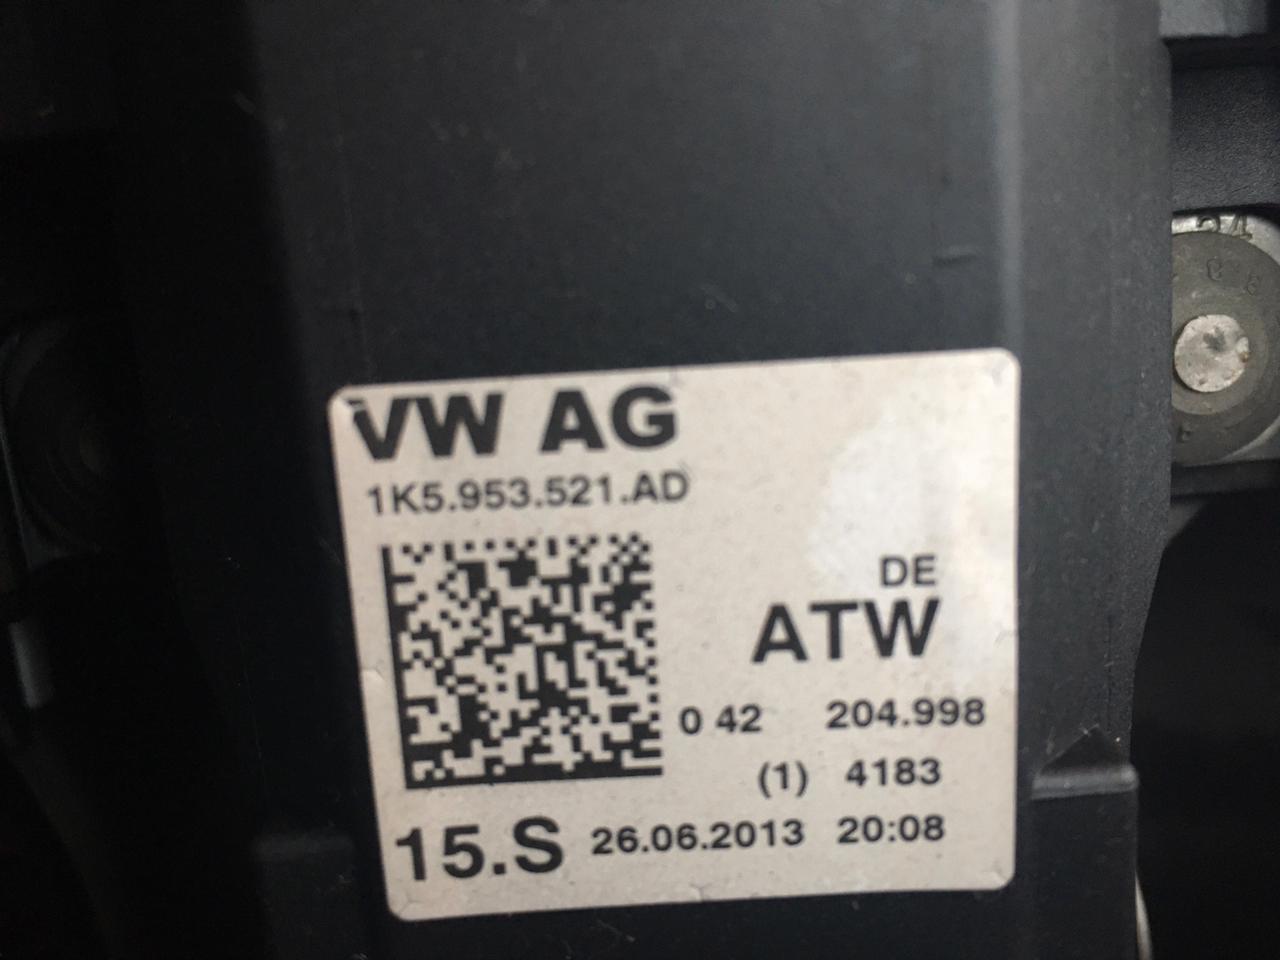 VW AG
1K5.953.521.AD
DE
ATW
0 42 204.998
(1) 4183
15.S 26.06.2013 20:08